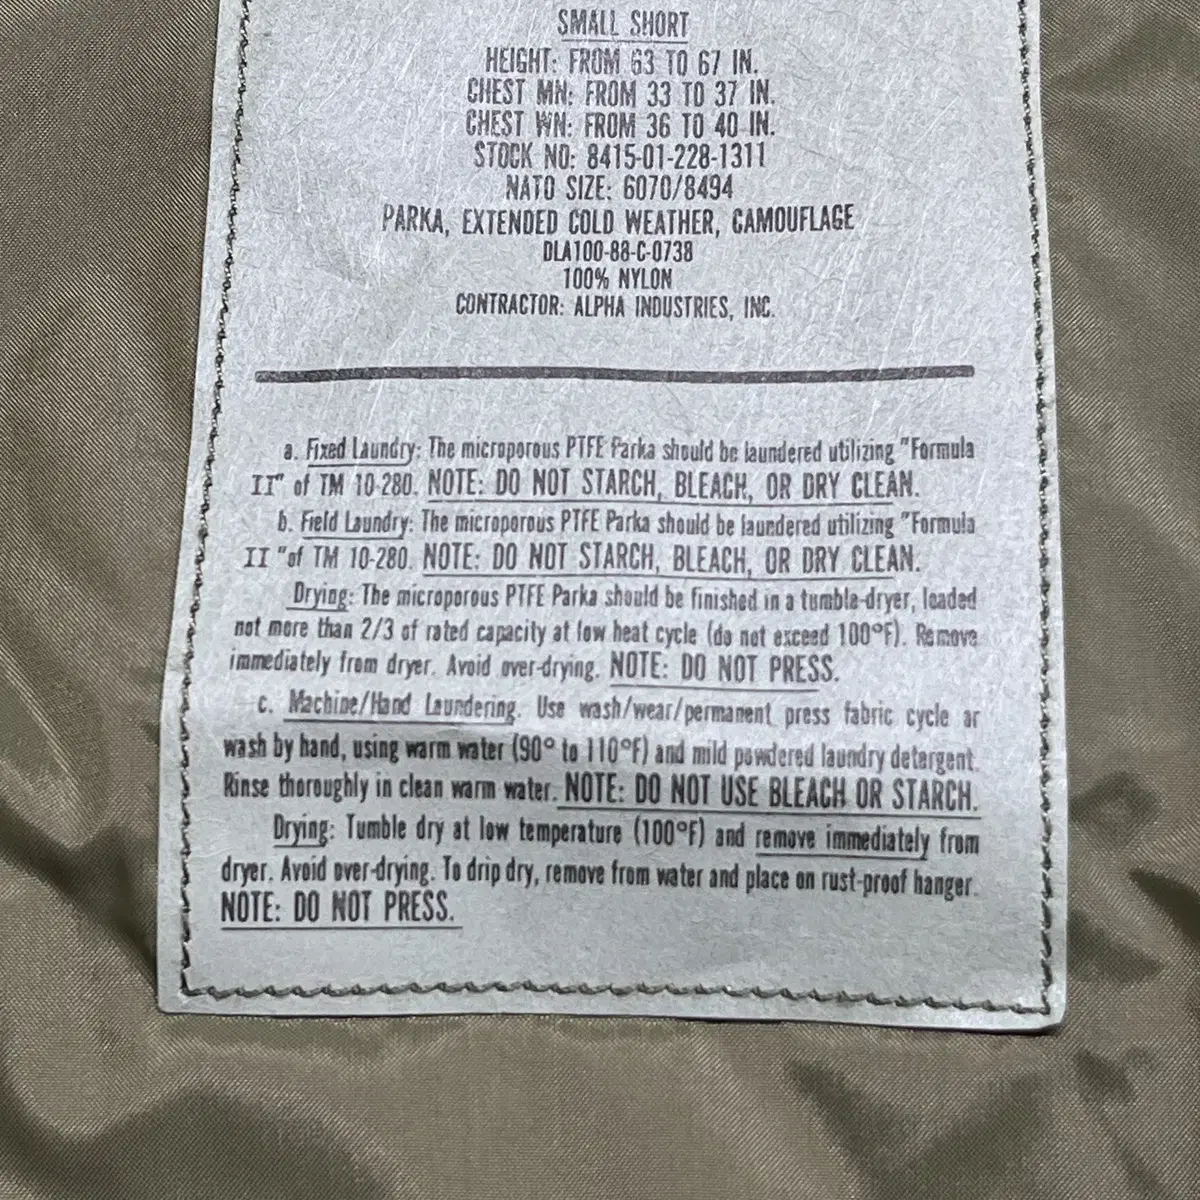 SMALL SHORT
HEIGHT: FROM 63 TO 67 IN.
CHEST MN: FROM 33 TO 37 IN.
CHEST WN: FROM 36 TO 40 IN.
STOCK NO: 8415-01-228-1311
NATO SIZE: 6070/8494
PARKA, EXTENDED COLD WEATHER, CAMOUFLAGE
DLA100-88-C-0738
100% NYLON
CONTRACTOR: ALPHA INDUSTRIES, INC.
a. Fixed Laundry: The microporous PTFE Parka should be laundered utilizing "Formula
II" of TM 10-280. NOTE: DO NOT STARCH, BLEACH, OR DRY CLEAN.
b. Field Laundry: The microporous PTFE Parka should be laundered utilizing "Formula
II "of TM 10-280. NOTE: DO NOT STARCH, BLEACH, OR DRY CLEAN.
Drying: The microporous PTFE Parka should be finished in a tumble-dryer, loaded
not more than 2/3 of rated capacity at low heat cycle (do not exceed 100°F). Remove
immediately from dryer. Avoid over-drying. NOTE: DO NOT PRESS.
c. Machine/Hand Laundering. Use wash/wear/permanent press fabric cycle or
wash by hand, using warm water (90° to 110°F) and mild powdered laundry detergent.
Rinse thoroughly in clean warm water. NOTE: DO NOT USE BLEACH OR STARCH.
Drying: Tumble dry at low temperature (100°F) and remove immediately from
dryer. Avoid over-drying. To drip dry, remove from water and place on rust-proof hanger.
NOTE: DO NOT PRESS.